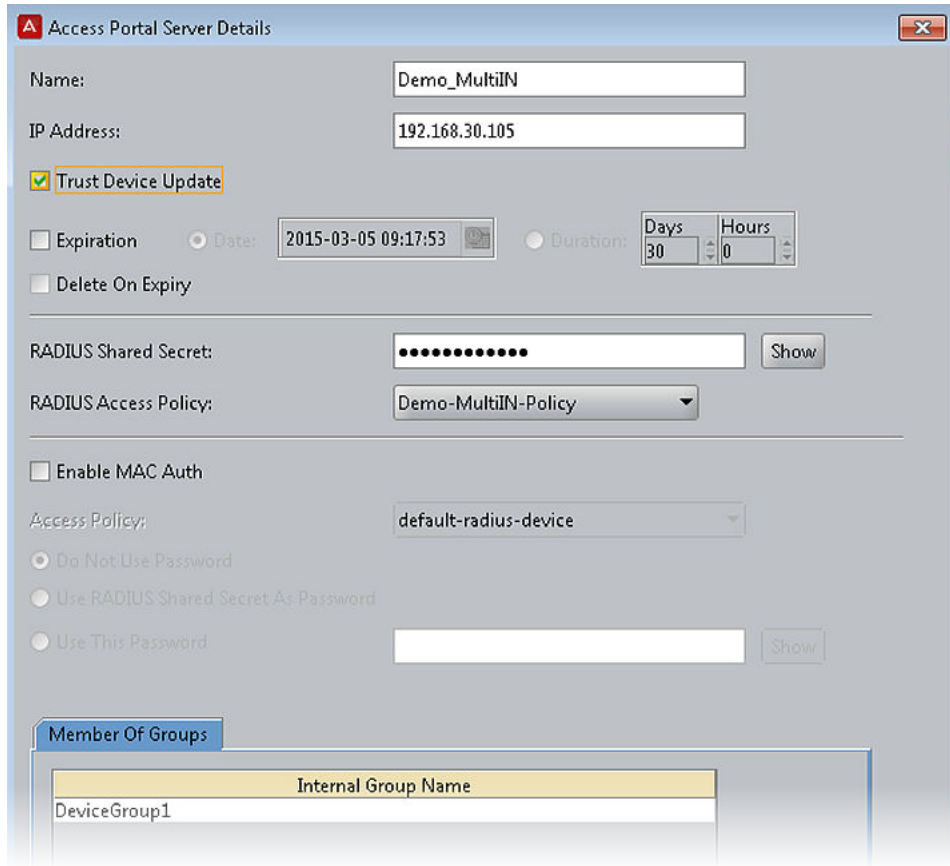 A Access Portal Server Details
Name: Demo_MultiIN
IP Address: 192.168.30.105
Trust Device Update
Expiration Date: 2015-03-05 09:17:53 Duration: Days Hours
30 0
Delete On Expiry
RADIUS Shared Secret: •••••••••••• Show
RADIUS Access Policy: Demo-MultiIN-Policy
Enable MAC Auth
Access Policy: default-radius-device
Do Not Use Password
Use RADIUS Shared Secret As Password
Use This Password Show
Member Of Groups
Internal Group Name
DeviceGroup1